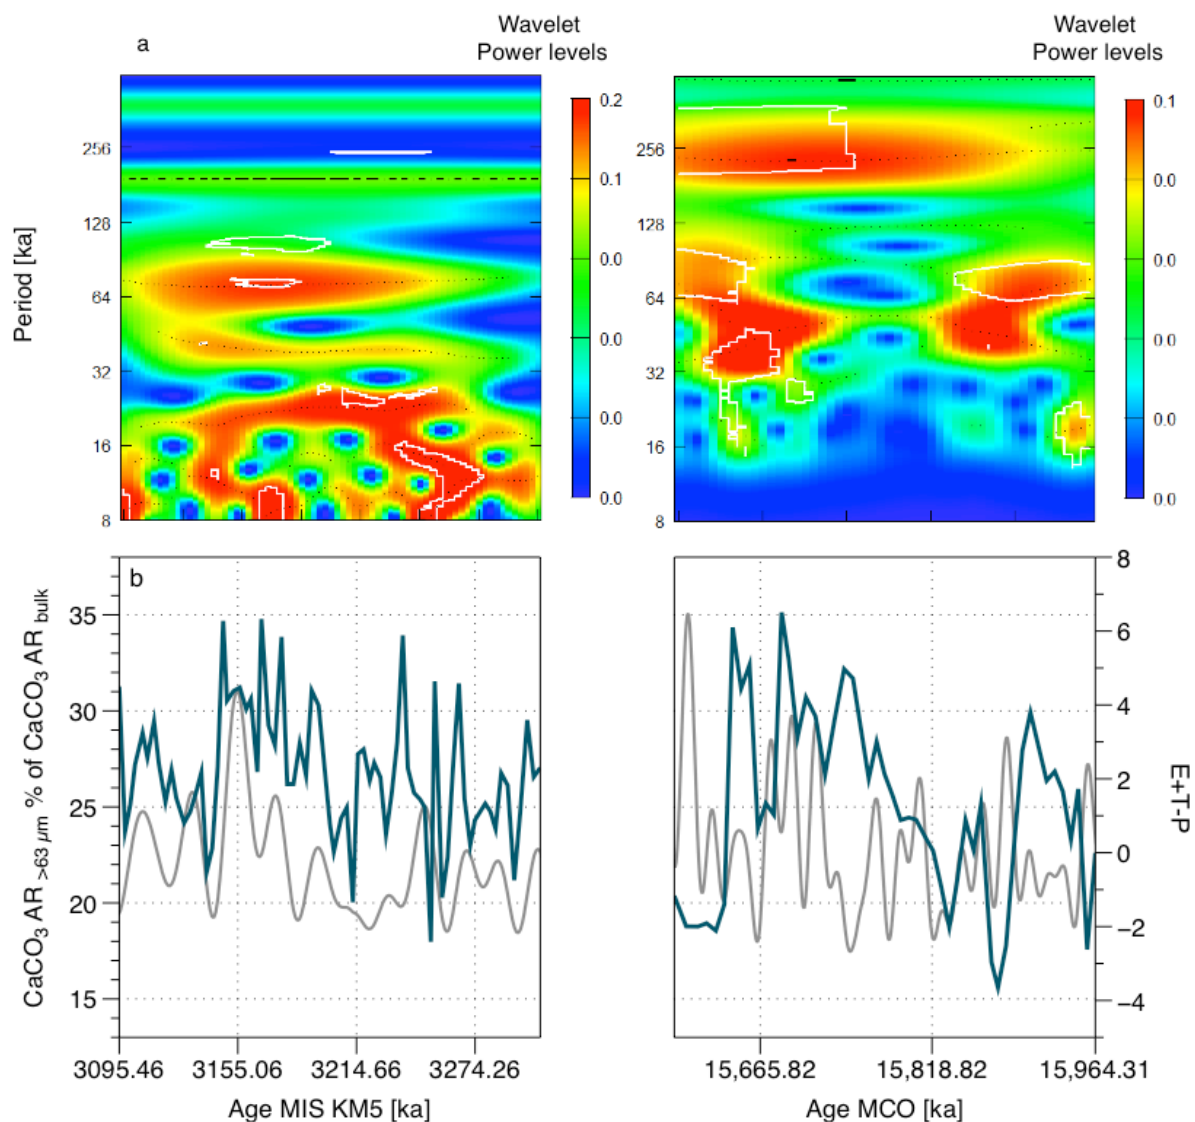 a
Wavelet
Power levels
Wavelet
Power levels
Period [ka]
256
128
64
32
16
8
0.2
0.1
0.0
0.0
0.0
0.0
256
128
64
32
16
8
0.1
0.0
0.0
0.0
0.0
0.0
b
CaCO3 AR >63 µm % of CaCO3 AR bulk
35
30
25
20
15
3095.46 3155.06 3214.66 3274.26
Age MIS KM5 [ka]
8
6
4
2
0
−2
−4
E+T-P
15,665.82 15,818.82 15,964.31
Age MCO [ka]